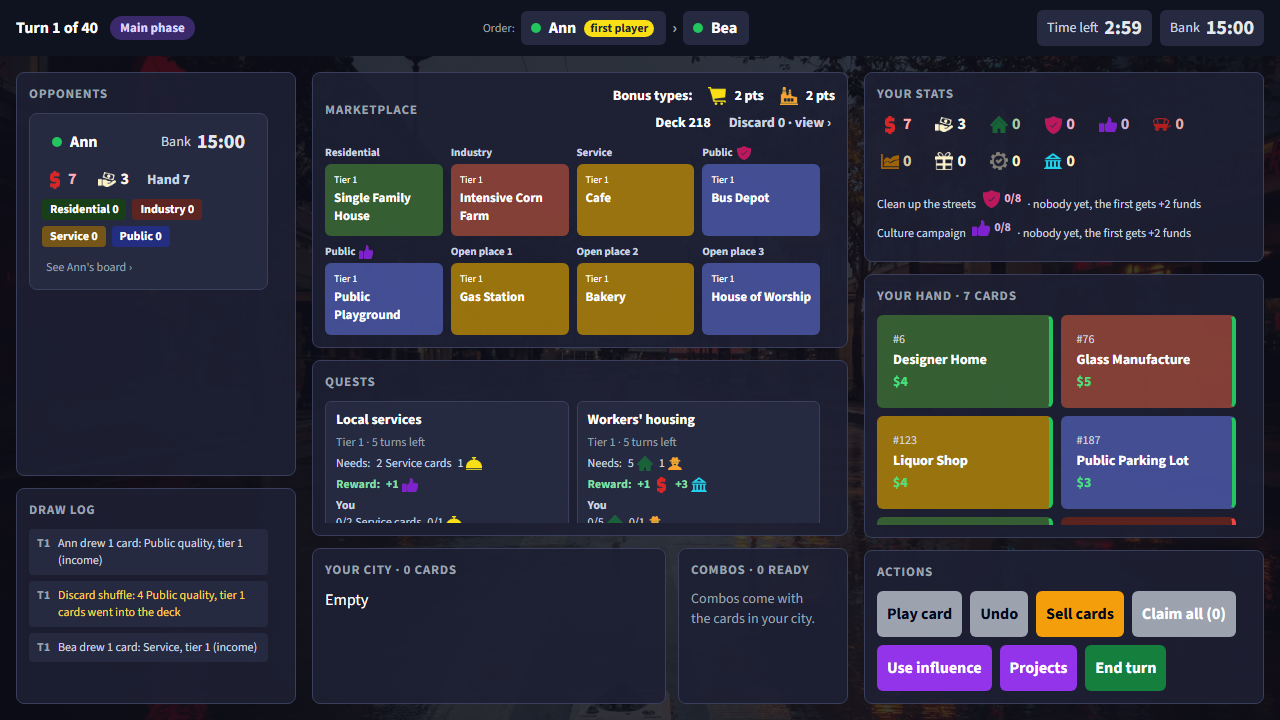 Turn 1 of 40
Main phase
Order:
Ann
first player
›
Bea
Time left 2:59
Bank 15:00
OPPONENTS
Ann
Bank 15:00
7
3
Hand 7
Residential 0
Industry 0
Service 0
Public 0
See Ann's board ›
DRAW LOG
T1 Ann drew 1 card: Public quality, tier 1
(income)
T1 Discard shuffle: 4 Public quality, tier 1
cards went into the deck
T1 Bea drew 1 card: Service, tier 1 (income)
MARKETPLACE
Bonus types: 2 pts 2 pts
Deck 218 Discard 0 · view ›
Residential
Tier 1
Single Family
House
Industry
Tier 1
Intensive Corn
Farm
Service
Tier 1
Cafe
Public
Tier 1
Bus Depot
Public
Tier 1
Public
Playground
Open place 1
Tier 1
Gas Station
Open place 2
Tier 1
Bakery
Open place 3
Tier 1
House of Worship
QUESTS
Local services
Tier 1 · 5 turns left
Needs: 2 Service cards 1
Reward: +1
You
0/2 Service cards 0/1
Workers' housing
Tier 1 · 5 turns left
Needs: 5 1
Reward: +1 +3
You
0/5 0/1
YOUR CITY · 0 CARDS
Empty
COMBOS · 0 READY
Combos come with
the cards in your city.
YOUR STATS
7 3 0 0 0 0
0 0 0 0
Clean up the streets 0/8 · nobody yet, the first gets +2 funds
Culture campaign 0/8 · nobody yet, the first gets +2 funds
YOUR HAND · 7 CARDS
#6
Designer Home
$4
#76
Glass Manufacture
$5
#123
Liquor Shop
$4
#187
Public Parking Lot
$3
ACTIONS
Play card
Undo
Sell cards
Claim all (0)
Use influence
Projects
End turn